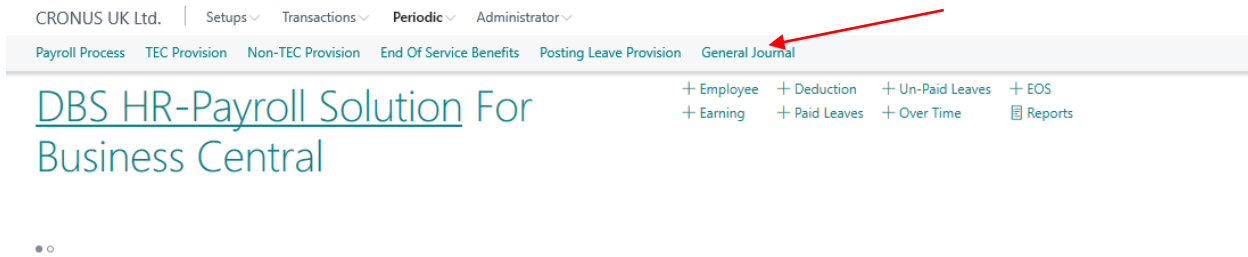 CRONUS UK Ltd. Setups Transactions Periodic Administrator
Payroll Process TEC Provision Non-TEC Provision End Of Service Benefits Posting Leave Provision General Journal
DBS HR-Payroll Solution For
Business Central
+ Employee + Deduction + Un-Paid Leaves + EOS
+ Earning + Paid Leaves + Over Time Reports